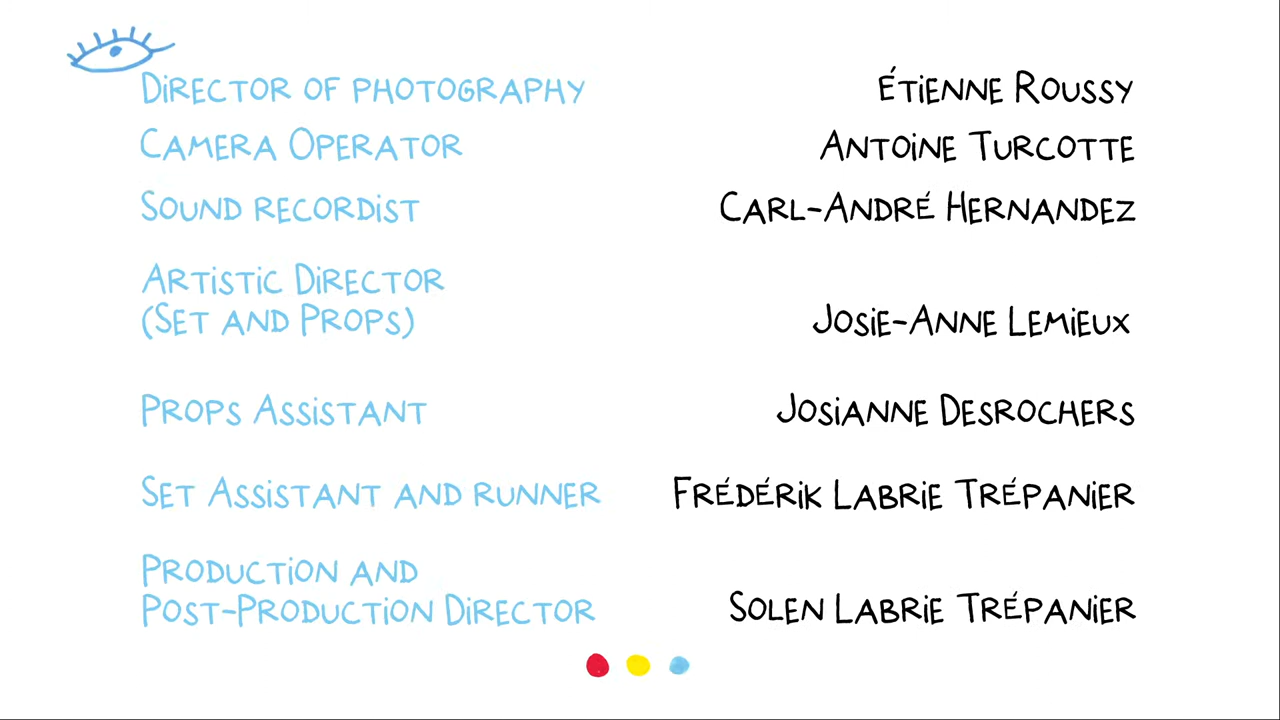 Director of photography Étienne Roussy
Camera Operator Antoine Turcotte
Sound recordist Carl-André Hernandez
Artistic Director
(Set and Props) Josie-Anne Lemieux
Props Assistant Josianne Desrochers
Set Assistant and runner Frédérik Labrie Trépanier
Production and
Post-Production Director Solen Labrie Trépanier